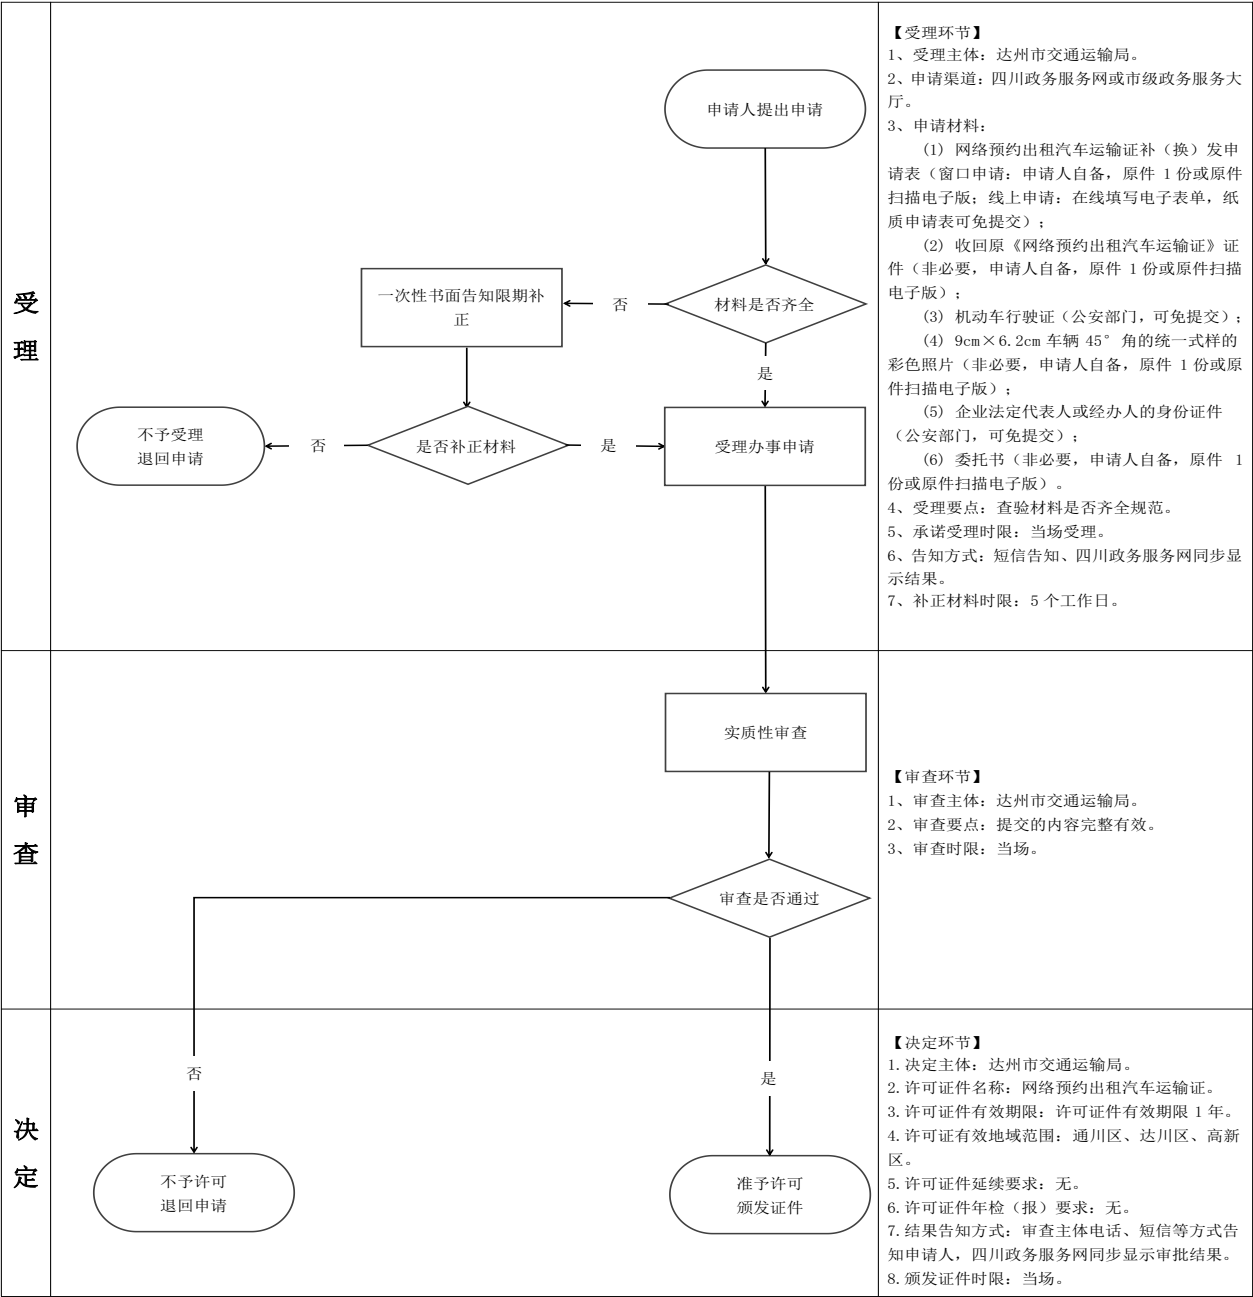 受
理
申请人提出申请
材料是否齐全
否
一次性书面告知限期补
正
是
不予受理
退回申请
否
是否补正材料
是
受理办事申请
【受理环节】
1、受理主体：达州市交通运输局。
2、申请渠道：四川政务服务网或市级政务服务大
厅。
3、申请材料：
(1) 网络预约出租汽车运输证补（换）发申
请表（窗口申请：申请人自备，原件 1 份或原件
扫描电子版；线上申请：在线填写电子表单，纸
质申请表可免提交）；
(2) 收回原《网络预约出租汽车运输证》证
件（非必要，申请人自备，原件 1 份或原件扫描
电子版）；
(3) 机动车行驶证（公安部门，可免提交）；
(4) 9cm×6.2cm 车辆 45°角的统一式样的
彩色照片（非必要，申请人自备，原件 1 份或原
件扫描电子版）；
(5) 企业法定代表人或经办人的身份证件
（公安部门，可免提交）；
(6) 委托书（非必要，申请人自备，原件 1
份或原件扫描电子版）。
4、受理要点：查验材料是否齐全规范。
5、承诺受理时限：当场受理。
6、告知方式：短信告知、四川政务服务网同步显
示结果。
7、补正材料时限：5 个工作日。
审
查
实质性审查
审查是否通过
【审查环节】
1、审查主体：达州市交通运输局。
2、审查要点：提交的内容完整有效。
3、审查时限：当场。
决
定
否
是
不予许可
退回申请
准予许可
颁发证件
【决定环节】
1.决定主体：达州市交通运输局。
2.许可证件名称：网络预约出租汽车运输证。
3.许可证件有效期限：许可证件有效期限 1 年。
4.许可证有效地域范围：通川区、达川区、高新
区。
5.许可证件延续要求：无。
6.许可证件年检（报）要求：无。
7.结果告知方式：审查主体电话、短信等方式告
知申请人，四川政务服务网同步显示审批结果。
8.颁发证件时限：当场。